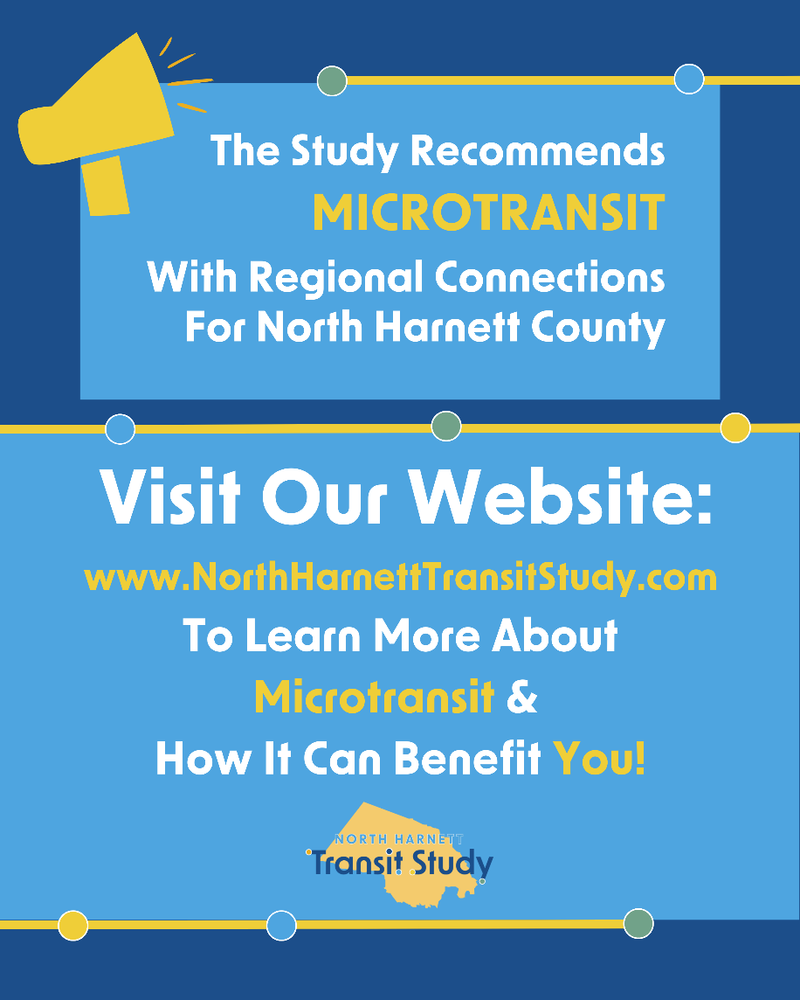 The Study Recommends
MICROTRANSIT
With Regional Connections
For North Harnett County
Visit Our Website:
www.NorthHarnettTransitStudy.com
To Learn More About
Microtransit &
How It Can Benefit You!
NORTH HARNETT
Transit Study